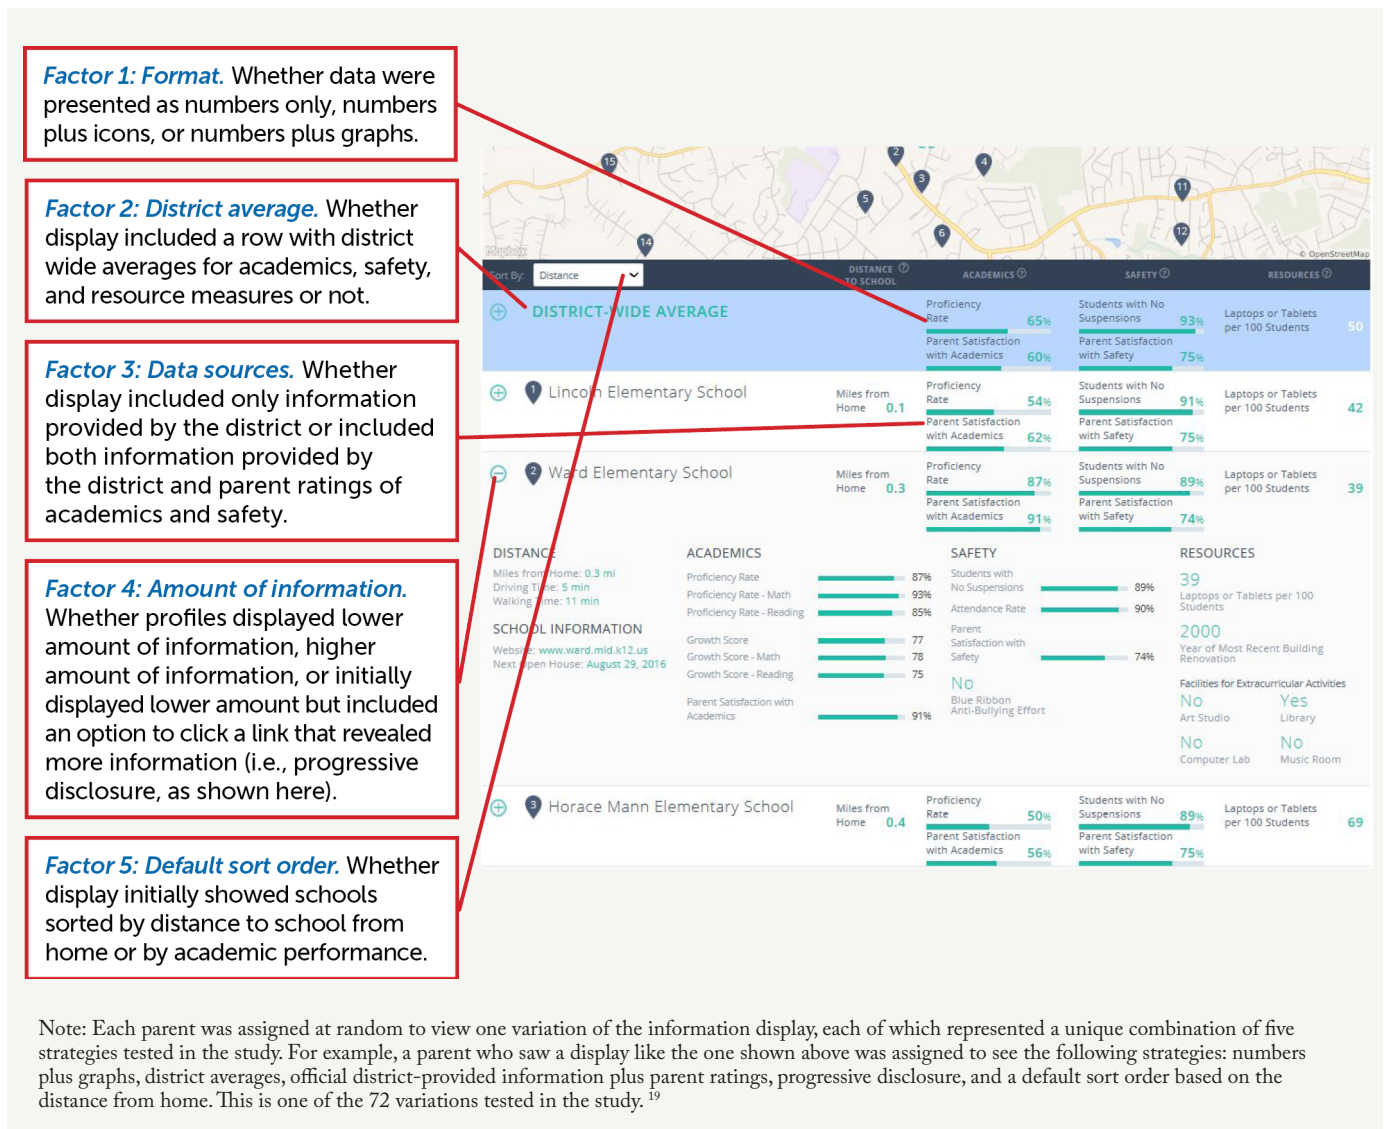 Factor 1: Format. Whether data were
presented as numbers only, numbers
plus icons, or numbers plus graphs.
Factor 2: District average. Whether
display included a row with district
wide averages for academics, safety,
and resource measures or not.
Factor 3: Data sources. Whether
display included only information
provided by the district or included
both information provided by
the district and parent ratings of
academics and safety.
Factor 4: Amount of information.
Whether profiles displayed lower
amount of information, higher
amount of information, or initially
displayed lower amount but included
an option to click a link that revealed
more information (i.e., progressive
disclosure, as shown here).
Factor 5: Default sort order. Whether
display initially showed schools
sorted by distance to school from
home or by academic performance.
15
2
4
3
11
5
6
12
14
Mapbox
© OpenStreetMap
Sort By: Distance
DISTANCE
TO SCHOOL
ACADEMICS
SAFETY
RESOURCES
DISTRICT-WIDE AVERAGE
Proficiency
Rate 65%
Parent Satisfaction
with Academics 60%
Students with No
Suspensions 93%
Parent Satisfaction
with Safety 75%
Laptops or Tablets
per 100 Students 50
1 Lincoln Elementary School
Miles from
Home 0.1
Proficiency
Rate 54%
Parent Satisfaction
with Academics 62%
Students with No
Suspensions 91%
Parent Satisfaction
with Safety 75%
Laptops or Tablets
per 100 Students 42
2 Ward Elementary School
Miles from
Home 0.3
Proficiency
Rate 87%
Parent Satisfaction
with Academics 91%
Students with No
Suspensions 89%
Parent Satisfaction
with Safety 74%
Laptops or Tablets
per 100 Students 39
DISTANCE
Miles from Home: 0.3 mi
Driving Time: 5 min
Walking Time: 11 min
SCHOOL INFORMATION
Website: www.ward.mid.k12.us
Next Open House: August 29, 2016
ACADEMICS
Proficiency Rate 87%
Proficiency Rate - Math 93%
Proficiency Rate - Reading 85%
Growth Score 77
Growth Score - Math 78
Growth Score - Reading 75
Parent Satisfaction with
Academics 91%
SAFETY
Students with
No Suspensions 89%
Attendance Rate 90%
Parent
Satisfaction with
Safety 74%
No
Blue Ribbon
Anti-Bullying Effort
RESOURCES
39
Laptops or Tablets per 100
Students
2000
Year of Most Recent Building
Renovation
Facilities for Extracurricular Activities
No Yes
Art Studio Library
No No
Computer Lab Music Room
3 Horace Mann Elementary School
Miles from
Home 0.4
Proficiency
Rate 50%
Parent Satisfaction
with Academics 56%
Students with No
Suspensions 89%
Parent Satisfaction
with Safety 75%
Laptops or Tablets
per 100 Students 69
Note: Each parent was assigned at random to view one variation of the information display, each of which represented a unique combination of five
strategies tested in the study. For example, a parent who saw a display like the one shown above was assigned to see the following strategies: numbers
plus graphs, district averages, official district-provided information plus parent ratings, progressive disclosure, and a default sort order based on the
distance from home. This is one of the 72 variations tested in the study. 19